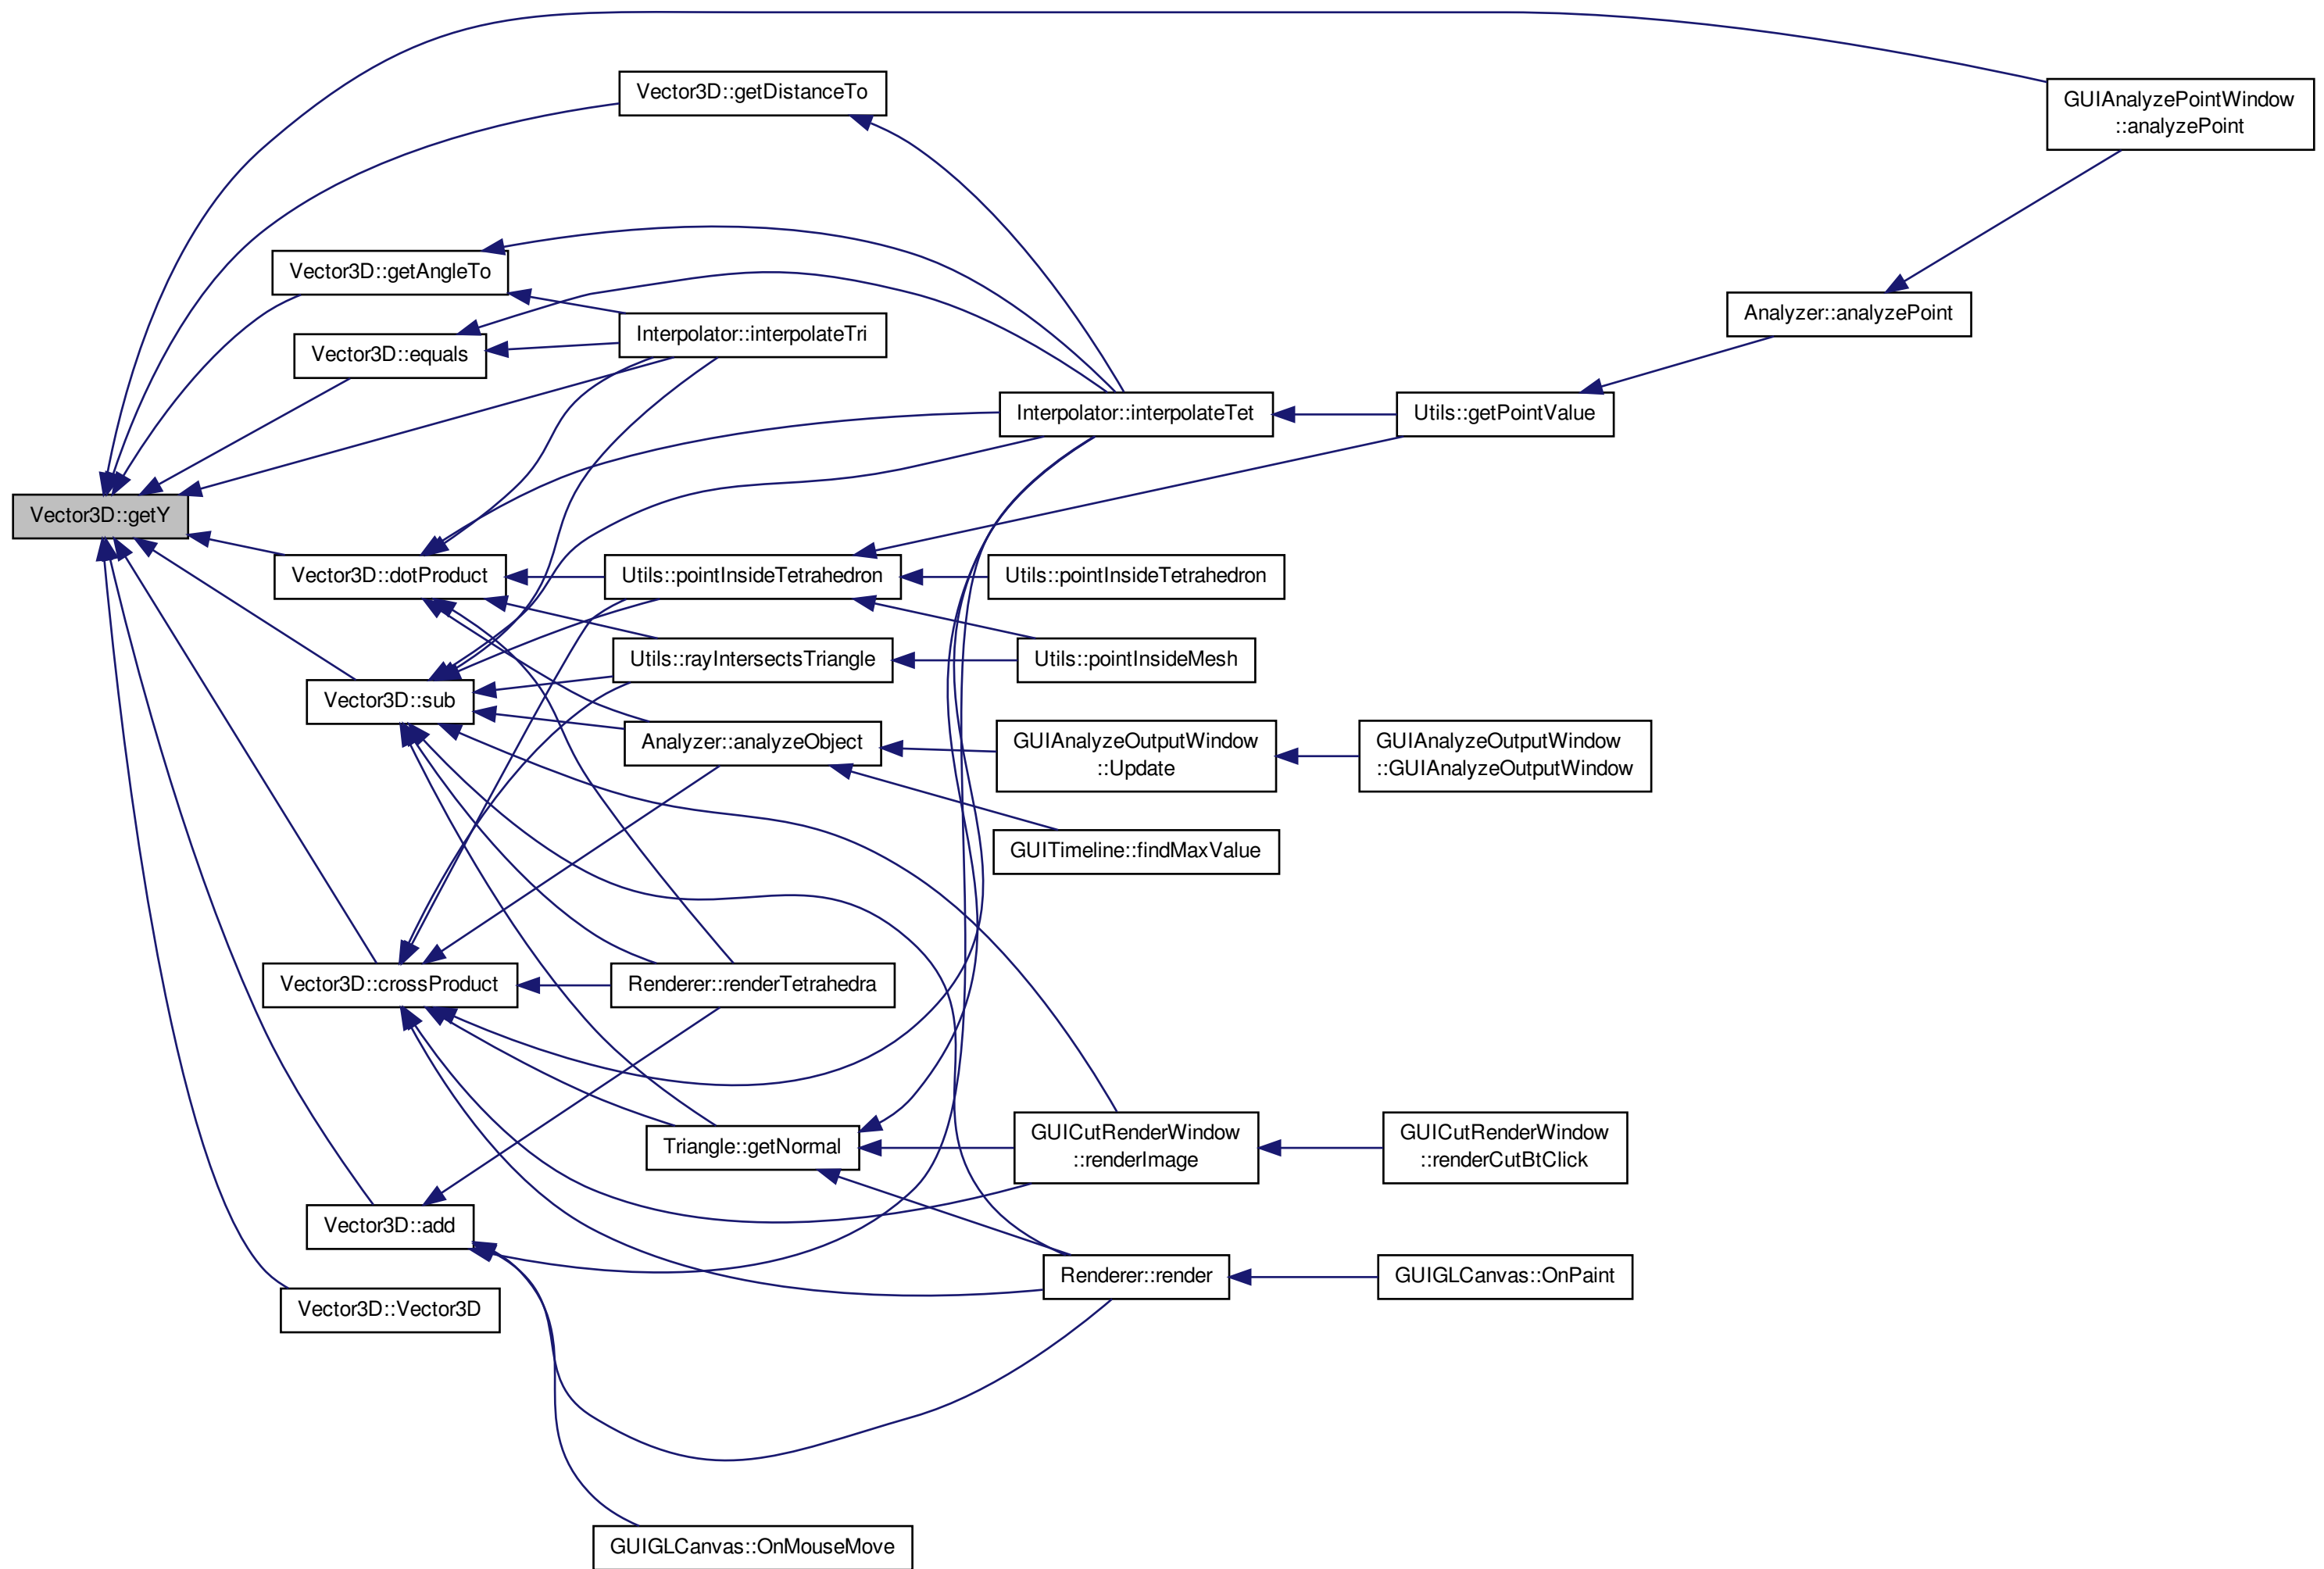 Vector3D::getY
Vector3D::getDistanceTo
GUIAnalyzePointWindow
::analyzePoint
Vector3D::getAngleTo
Analyzer::analyzePoint
Vector3D::equals
Interpolator::interpolateTri
Interpolator::interpolateTet
Utils::getPointValue
Vector3D::dotProduct
Utils::pointInsideTetrahedron
Utils::pointInsideTetrahedron
Utils::rayIntersectsTriangle
Utils::pointInsideMesh
Vector3D::sub
Analyzer::analyzeObject
GUIAnalyzeOutputWindow
::Update
GUIAnalyzeOutputWindow
::GUIAnalyzeOutputWindow
GUITimeline::findMaxValue
Vector3D::crossProduct
Renderer::renderTetrahedra
Triangle::getNormal
GUICutRenderWindow
::renderImage
GUICutRenderWindow
::renderCutBtClick
Vector3D::add
Renderer::render
GUIGLCanvas::OnPaint
Vector3D::Vector3D
GUIGLCanvas::OnMouseMove